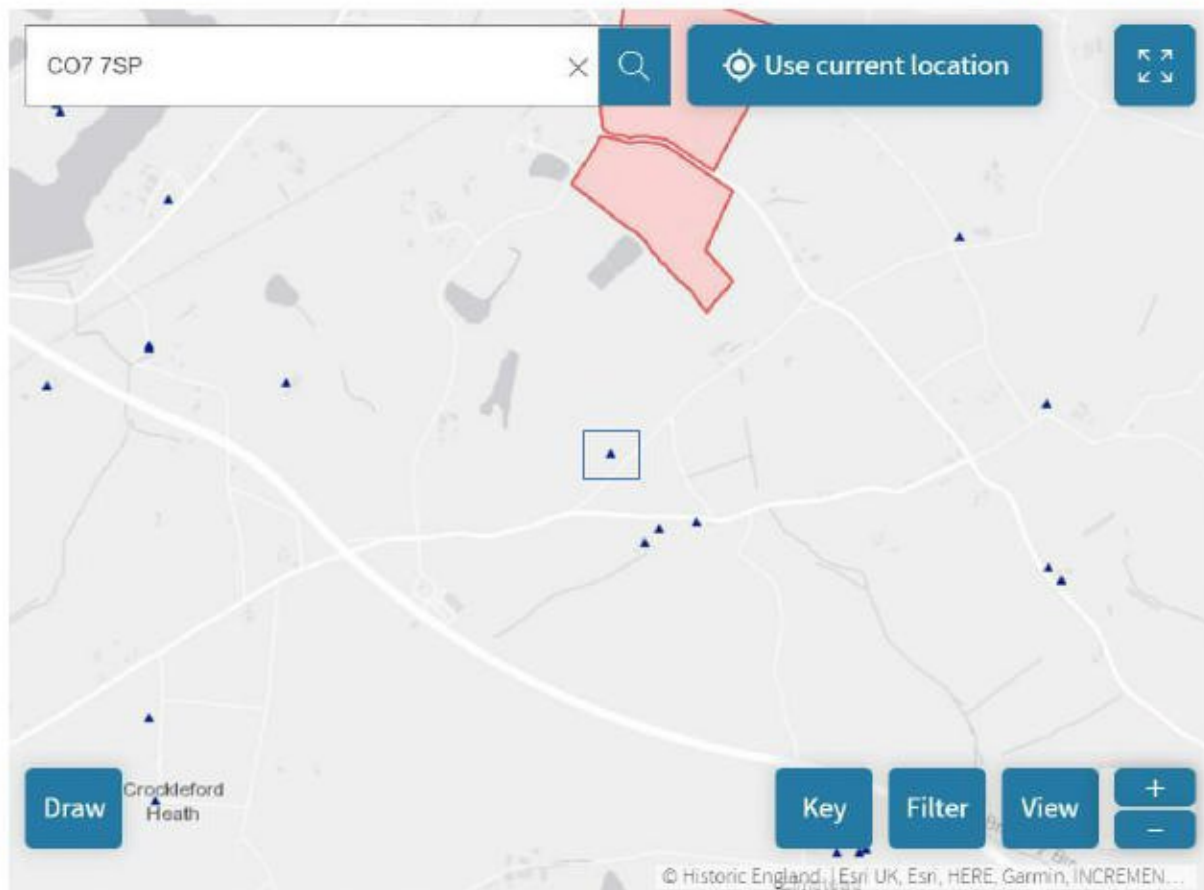 CO7 7SP
Use current location
Draw
Crockleford
Heath
Key
Filter
View
+
−
© Historic England | Esri UK, Esri, HERE, Garmin, INCREMEN...